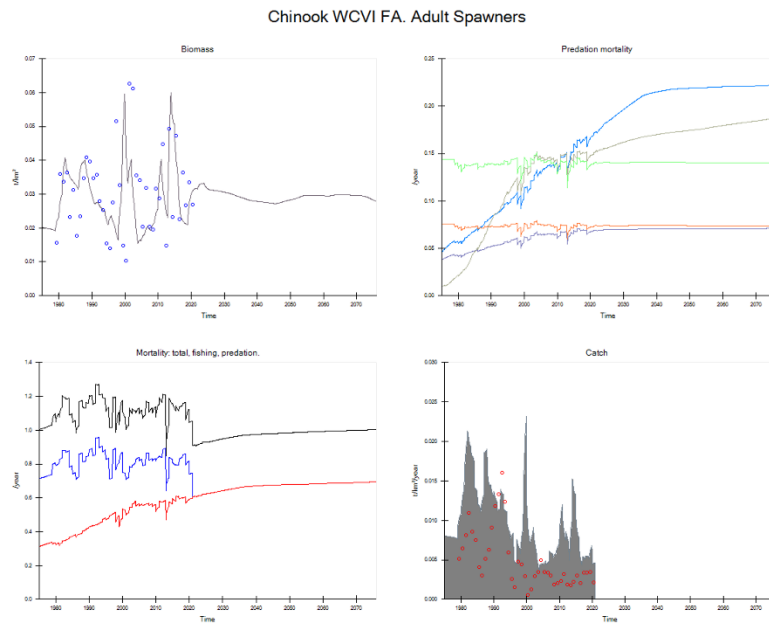 Chinook WCVI FA. Adult Spawners
Biomass
0.07
0.06
0.05
0.04
0.03
0.02
0.01
0.00
t/km²
1980 1990 2000 2010 2020 2030 2040 2050 2060 2070
Time
Predation mortality
0.25
0.20
0.15
0.10
0.05
0.00
/year
1980 1990 2000 2010 2020 2030 2040 2050 2060 2070
Time
Mortality: total, fishing, predation.
1.4
1.2
1.0
0.8
0.6
0.4
0.2
0.0
/year
1980 1990 2000 2010 2020 2030 2040 2050 2060 2070
Time
Catch
0.030
0.025
0.020
0.015
0.010
0.005
0.000
t/km²/year
1980 1990 2000 2010 2020 2030 2040 2050 2060 2070
Time